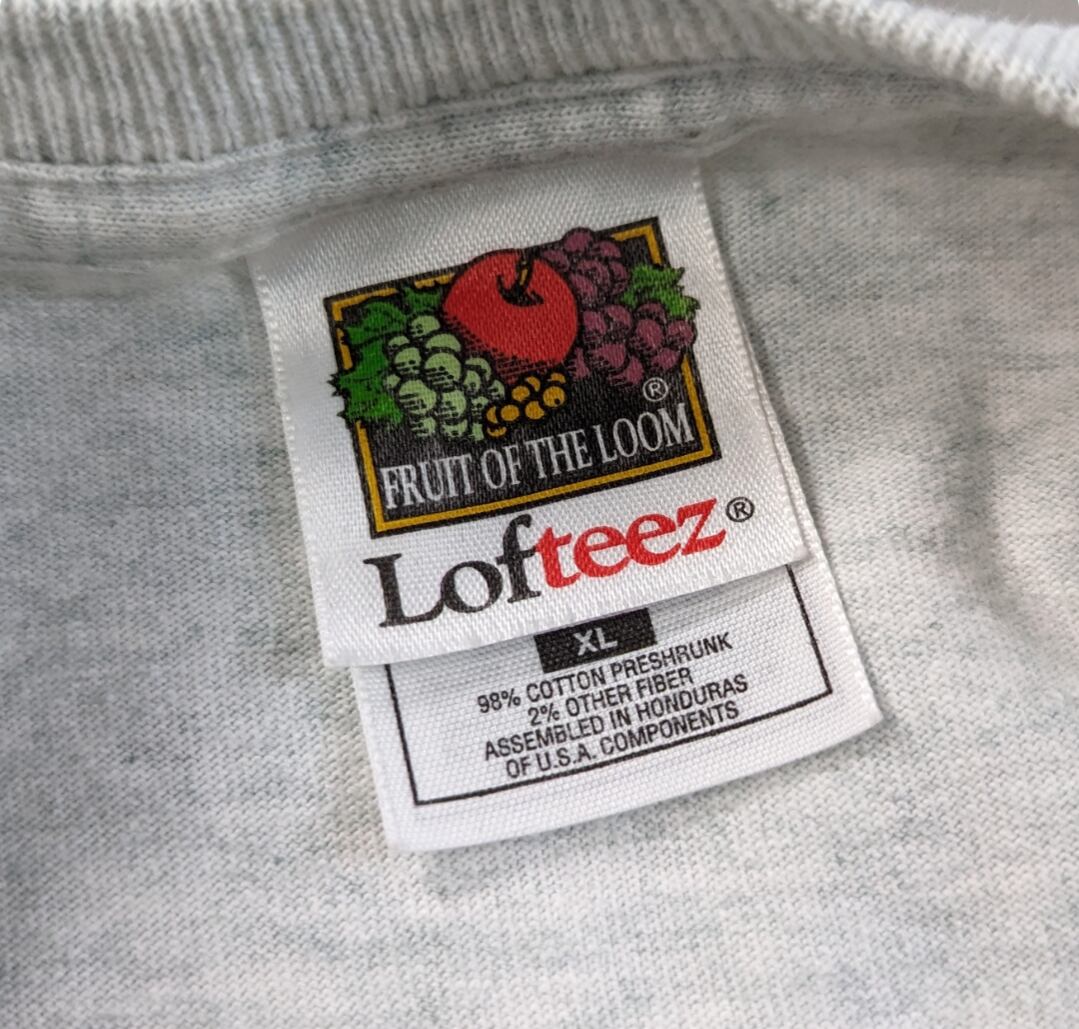 ®
FRUIT OF THE LOOM
Lofteez®
XL
98% COTTON PRESHRUNK
2% OTHER FIBER
ASSEMBLED IN HONDURAS
OF U.S.A. COMPONENTS